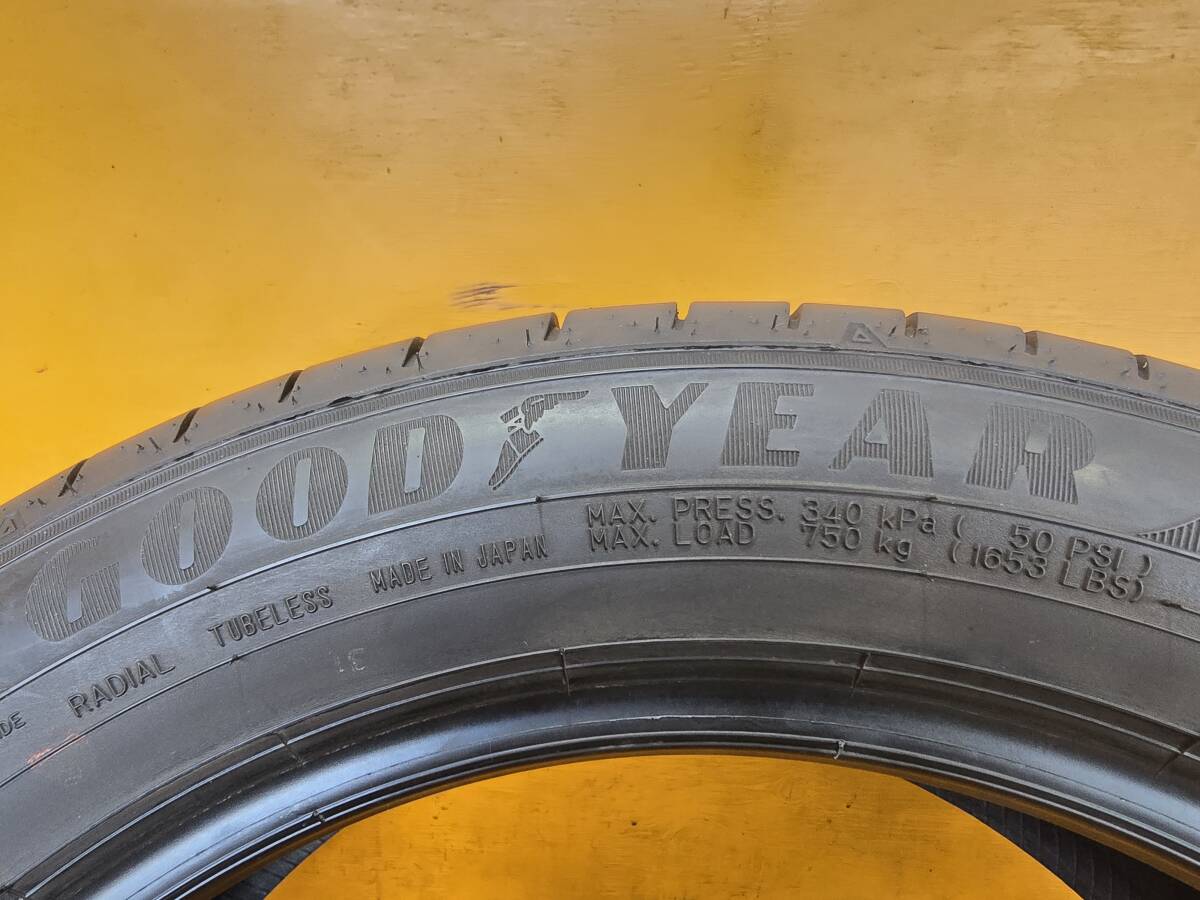 GOODYEAR
RADIAL TUBELESS MADE IN JAPAN
MAX. PRESS. 340 kPa ( 50 PSI )
MAX. LOAD 750 kg (1653 LBS)